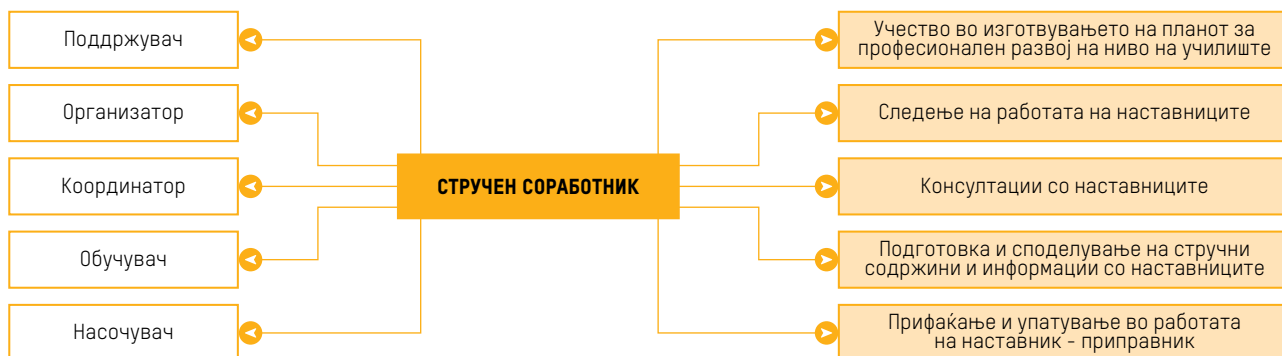 Поддржувач
Организатор
Координатор
Обучувач
Насочувач
СТРУЧЕН СОРАБОТНИК
Учество во изготвувањето на планот за
професионален развој на ниво на училиште
Следење на работата на наставниците
Консултации со наставниците
Подготовка и споделување на стручни
содржини и информации со наставниците
Прифаќање и упатување во работата
на наставник - приправник